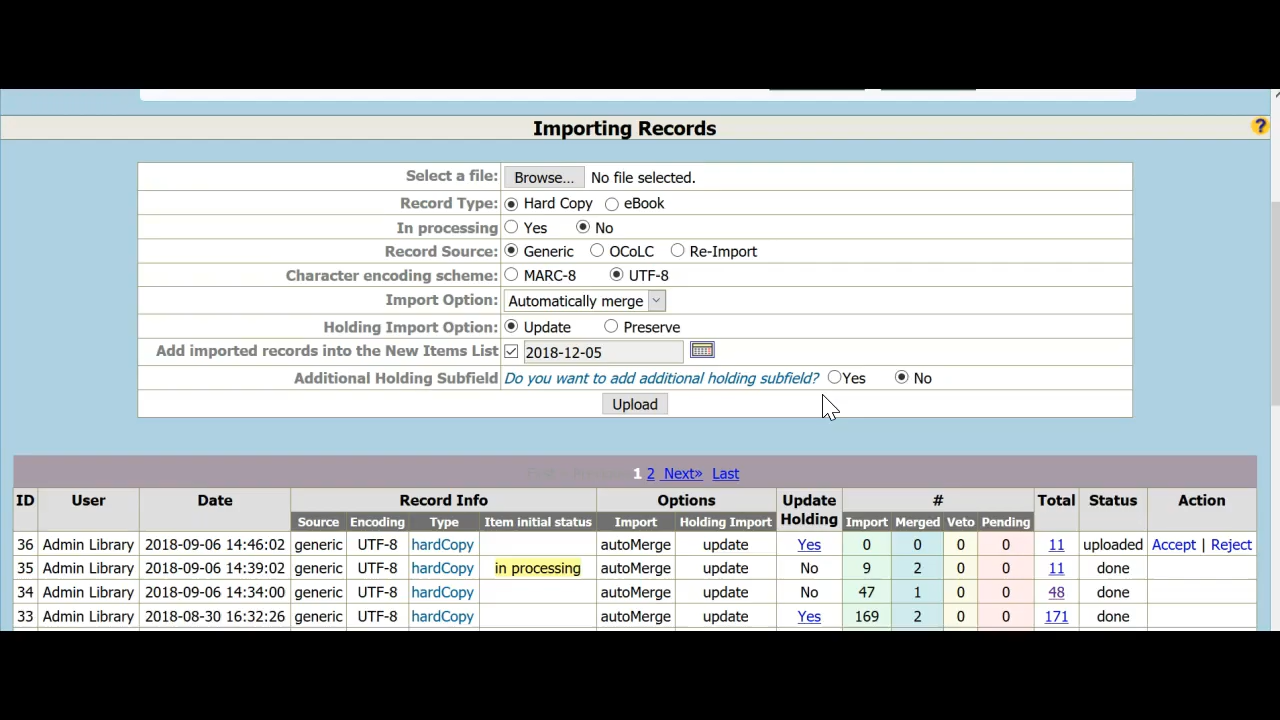 Importing Records
?
Select a file: Browse... No file selected.
Record Type: Hard Copy eBook
In processing Yes No
Record Source: Generic OCoLC Re-Import
Character encoding scheme: MARC-8 UTF-8
Import Option: Automatically merge
Holding Import Option: Update Preserve
Add imported records into the New Items List 2018-12-05
Additional Holding Subfield Do you want to add additional holding subfield? Yes No
Upload
1 2 Next» Last
ID User Date Record Info Options Update Holding # Total Status Action
Source Encoding Type Item initial status Import Holding Import Import Merged Veto Pending
36 Admin Library 2018-09-06 14:46:02 generic UTF-8 hardCopy autoMerge update Yes 0 0 0 0 11 uploaded Accept | Reject
35 Admin Library 2018-09-06 14:39:02 generic UTF-8 hardCopy in processing autoMerge update No 9 2 0 0 11 done
34 Admin Library 2018-09-06 14:34:00 generic UTF-8 hardCopy autoMerge update No 47 1 0 0 48 done
33 Admin Library 2018-08-30 16:32:26 generic UTF-8 hardCopy autoMerge update Yes 169 2 0 0 171 done